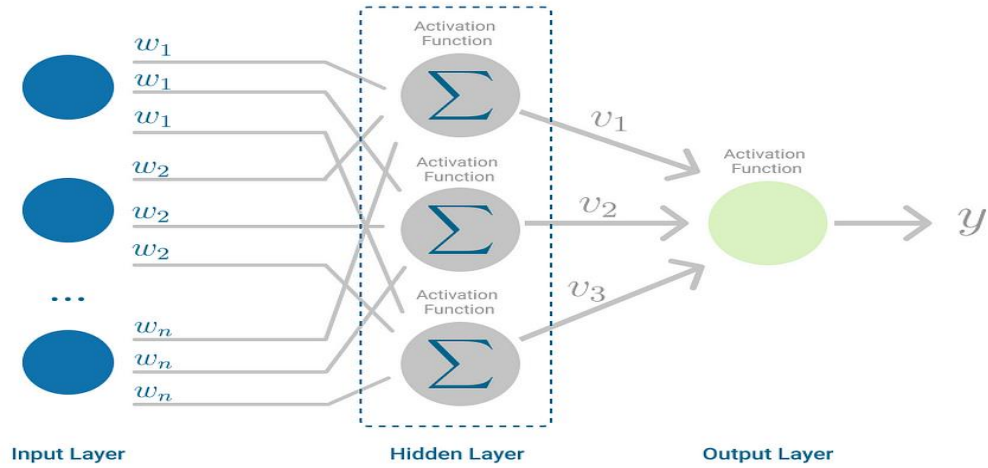 Activation
Function
w₁
w₁
w₁
Σ
v₁
w₂
w₂
w₂
Activation
Function
Σ
v₂
Activation
Function
y
...
wₙ
wₙ
wₙ
Activation
Function
Σ
v₃
Input Layer
Hidden Layer
Output Layer